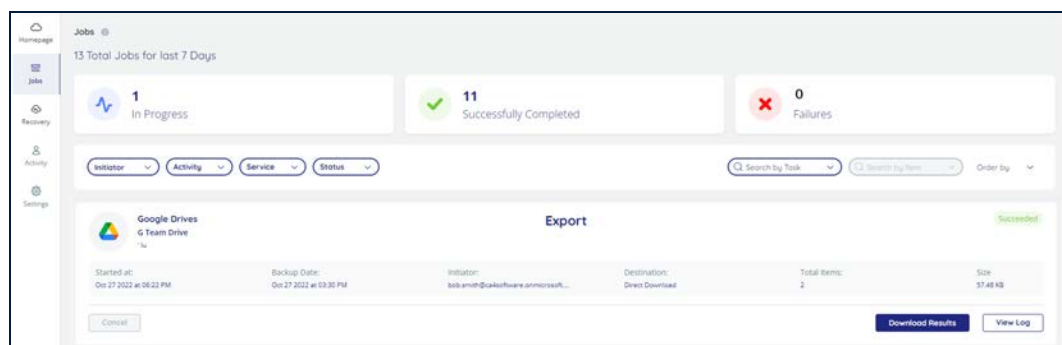 Homepage
Jobs
Recovery
Activity
Settings
Jobs
13 Total Jobs for last 7 Days
1
In Progress
11
Successfully Completed
0
Failures
Initiator
Activity
Service
Status
Search by Task
Search by Item
Order by
Google Drives
G Team Drive
Export
Succeeded
Started at:
Oct 27 2022 at 06:22 PM
Backup Date:
Oct 27 2022 at 03:30 PM
Initiator:
bob.smith@ca4software.onmicrosoft....
Destination:
Direct Download
Total Items:
2
Size
57.48 KB
Cancel
Download Results
View Log